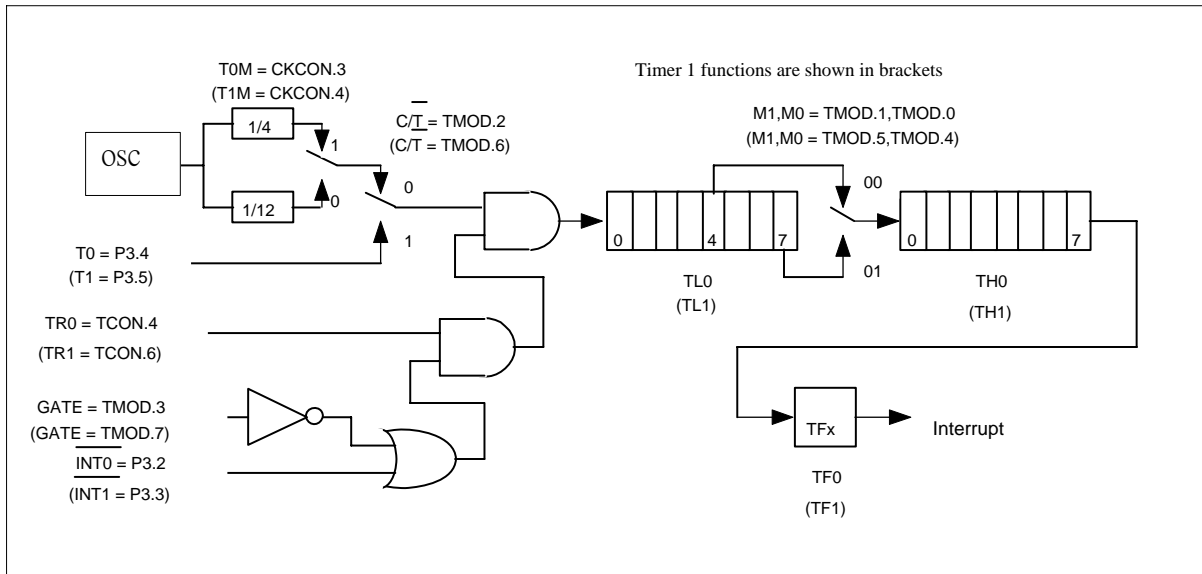 T0M = CKCON.3
(T1M = CKCON.4)
Timer 1 functions are shown in brackets
C/T = TMOD.2
(C/T = TMOD.6)
M1,M0 = TMOD.1,TMOD.0
(M1,M0 = TMOD.5,TMOD.4)
OSC
1/4
1
0
1/12
0
1
00
01
0
4
7
0
7
T0 = P3.4
(T1 = P3.5)
TL0
(TL1)
TH0
(TH1)
TR0 = TCON.4
(TR1 = TCON.6)
GATE = TMOD.3
(GATE = TMOD.7)
INT0 = P3.2
(INT1 = P3.3)
TFx
Interrupt
TF0
(TF1)